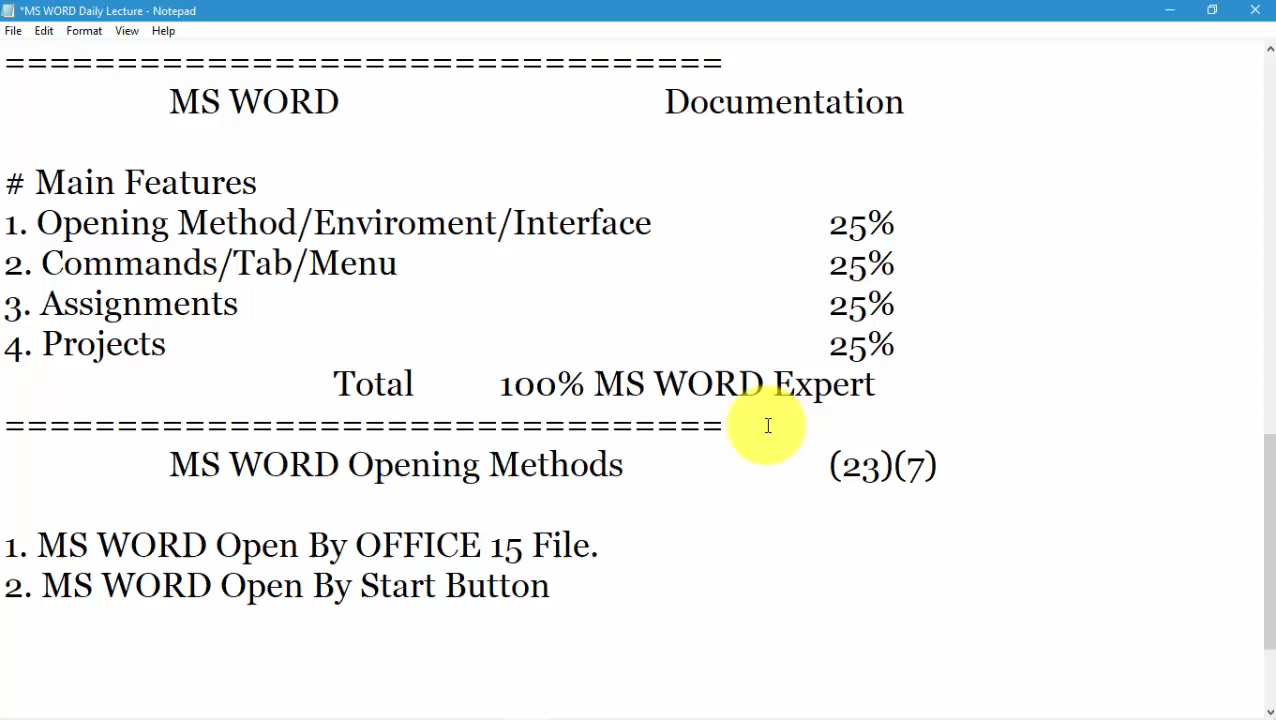 *MS WORD Daily Lecture - Notepad
File Edit Format View Help
================================
MS WORD Documentation
# Main Features
1. Opening Method/Enviroment/Interface 25%
2. Commands/Tab/Menu 25%
3. Assignments 25%
4. Projects 25%
Total 100% MS WORD Expert
================================
MS WORD Opening Methods (23)(7)
1. MS WORD Open By OFFICE 15 File.
2. MS WORD Open By Start Button